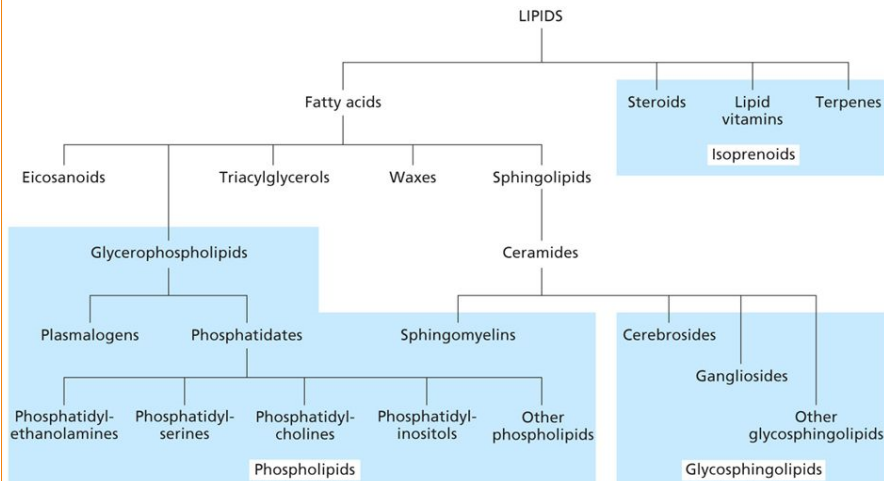 LIPIDS
Fatty acids
Steroids
Lipid
vitamins
Terpenes
Isoprenoids
Eicosanoids
Triacylglycerols
Waxes
Sphingolipids
Glycerophospholipids
Ceramides
Plasmalogens
Phosphatidates
Sphingomyelins
Cerebrosides
Gangliosides
Phosphatidyl-
ethanolamines
Phosphatidyl-
serines
Phosphatidyl-
cholines
Phosphatidyl-
inositols
Other
phospholipids
Other
glycosphingolipids
Phospholipids
Glycosphingolipids